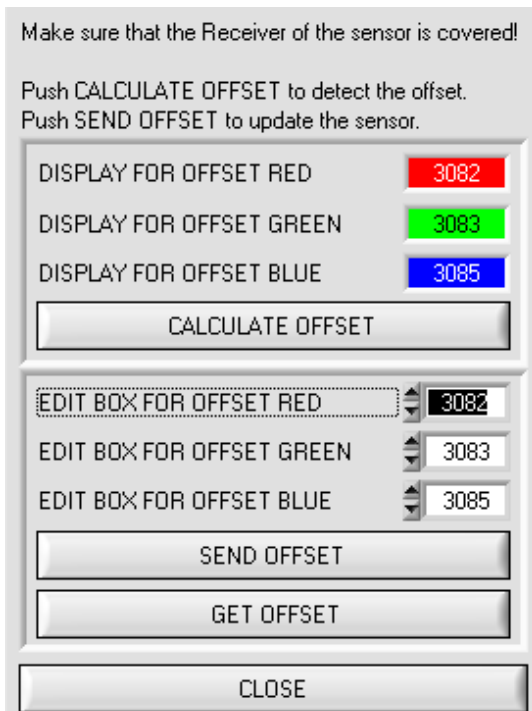 Make sure that the Receiver of the sensor is covered!
Push CALCULATE OFFSET to detect the offset.
Push SEND OFFSET to update the sensor.
DISPLAY FOR OFFSET RED 3082
DISPLAY FOR OFFSET GREEN 3083
DISPLAY FOR OFFSET BLUE 3085
CALCULATE OFFSET
EDIT BOX FOR OFFSET RED 3082
EDIT BOX FOR OFFSET GREEN 3083
EDIT BOX FOR OFFSET BLUE 3085
SEND OFFSET
GET OFFSET
CLOSE